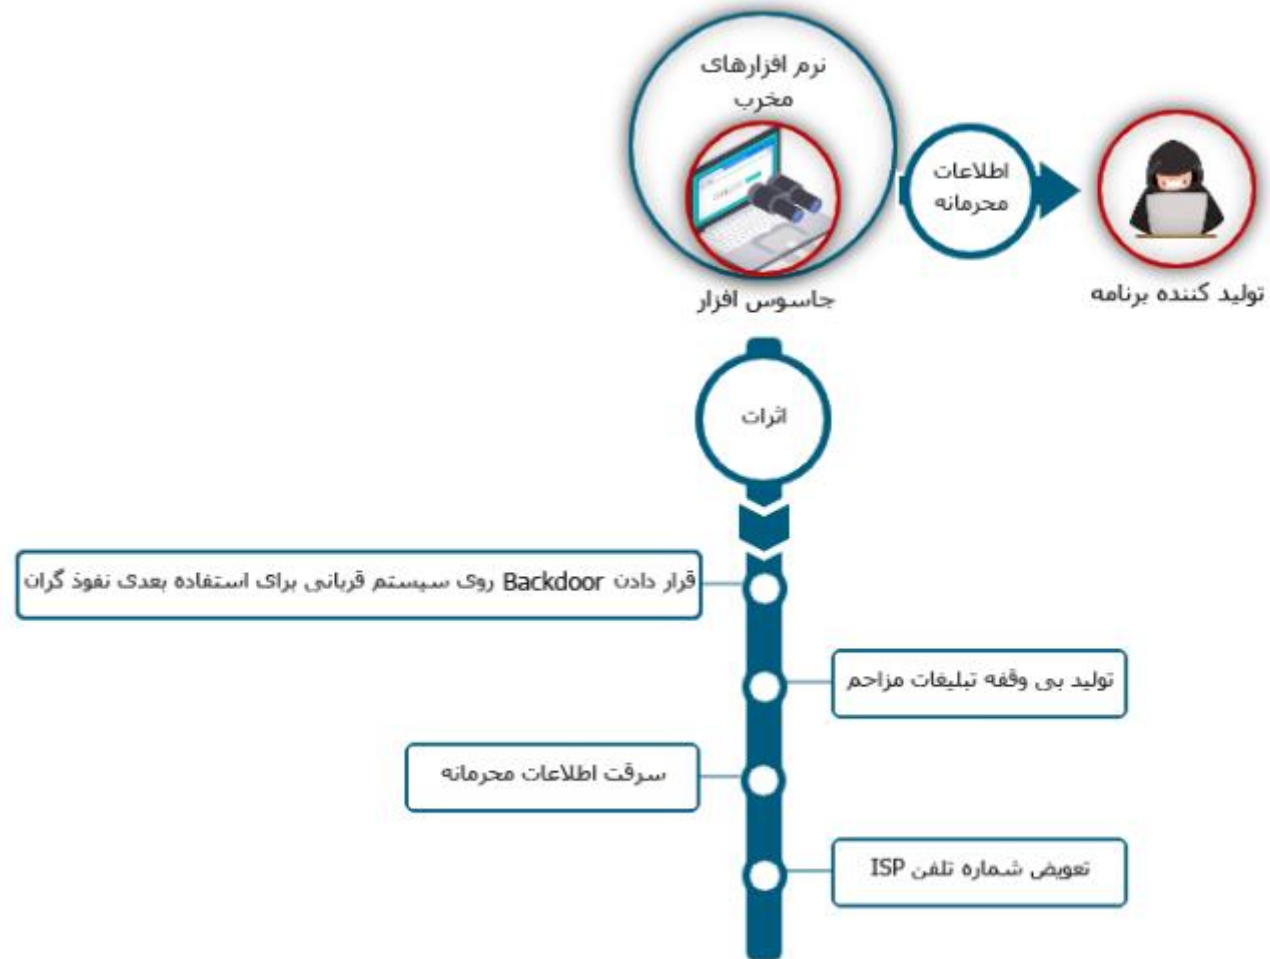 نرم افزارهای
مخرب
اطلاعات
محرمانه
تولید کننده برنامه
جاسوس افزار
اثرات
قرار دادن Backdoor روی سیستم قربانی برای استفاده بعدی نفوذ گران
تولید بی وقفه تبلیغات مزاحم
سرقت اطلاعات محرمانه
تعویض شماره تلفن ISP